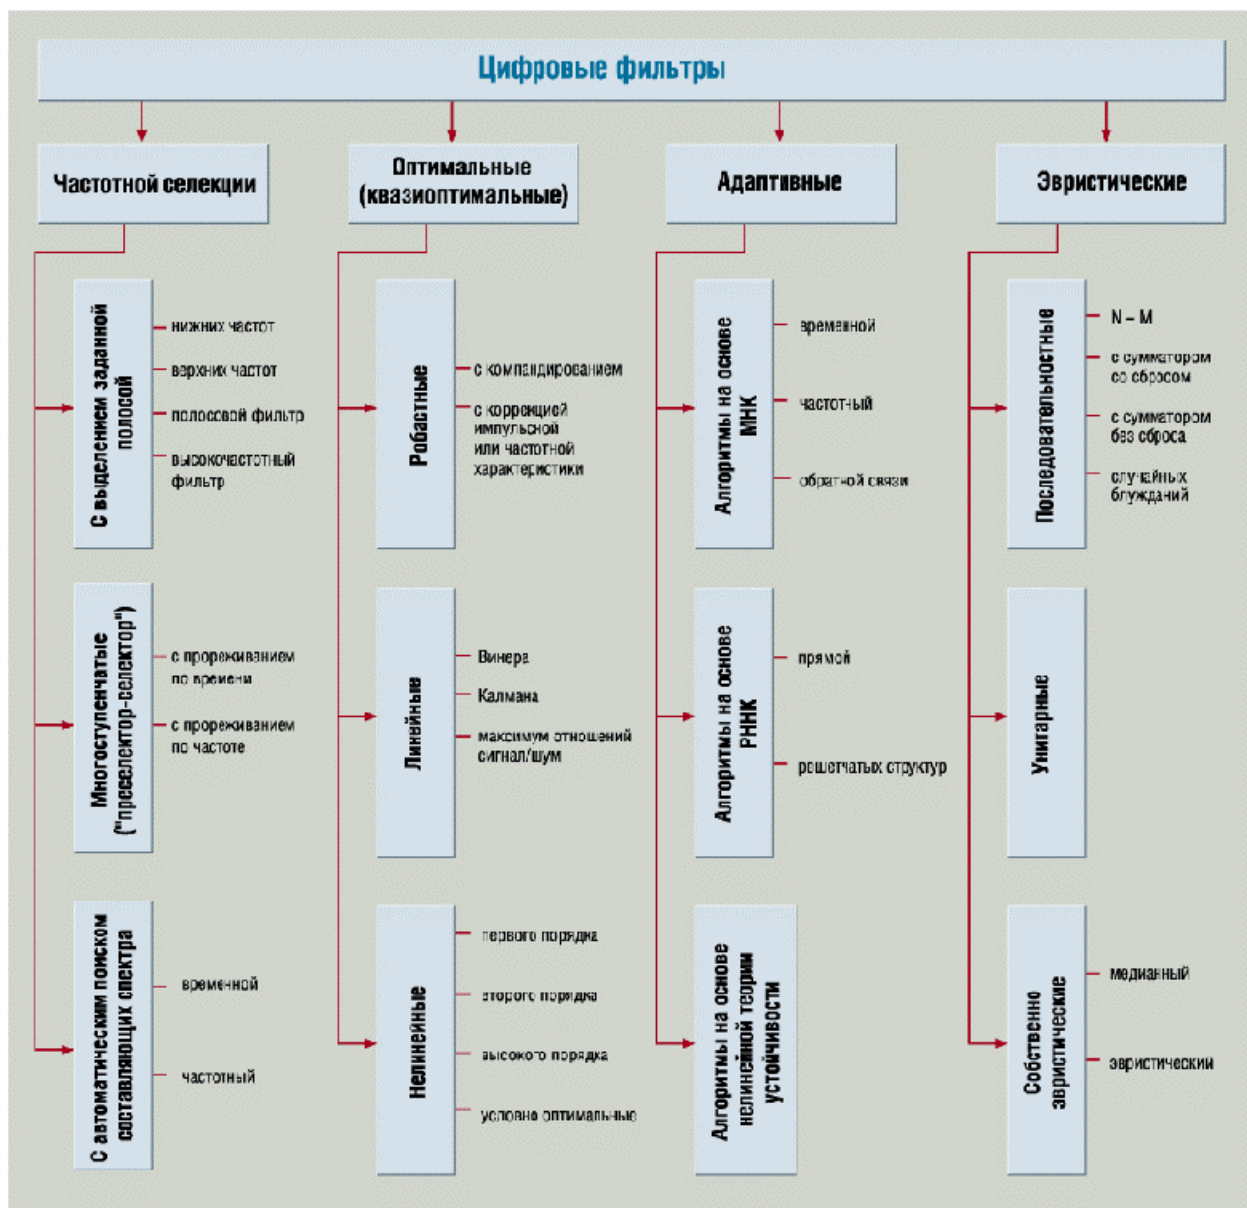 Цифровые фильтры
Частотной селекции
С выделением заданной
полосой
нижних частот
верхних частот
полосовой фильтр
высокочастотный
фильтр
Многоступенчатые
("преселектор-селектор")
с прореживанием
по времени
с прореживанием
по частоте
С автоматическим поиском
составляющих спектра
временной
частотный
Оптимальные
(квазиоптимальные)
Робастные
с компандированием
с коррекцией
импульсной
или частотной
характеристики
Линейные
Винера
Калмана
максимум отношений
сигнал/шум
Нелинейные
первого порядка
второго порядка
высокого порядка
условно оптимальные
Адаптивные
Алгоритмы на основе
МНК
временной
частотный
обратной связи
Алгоритмы на основе
РННК
прямой
решетчатых структур
Алгоритмы на основе
нелинейной теории
устойчивости
Эвристические
Последовательностные
N – M
с сумматором
со сбросом
с сумматором
без сброса
случайных
блужданий
Унитарные
Собственно
эвристические
медианный
эвристический